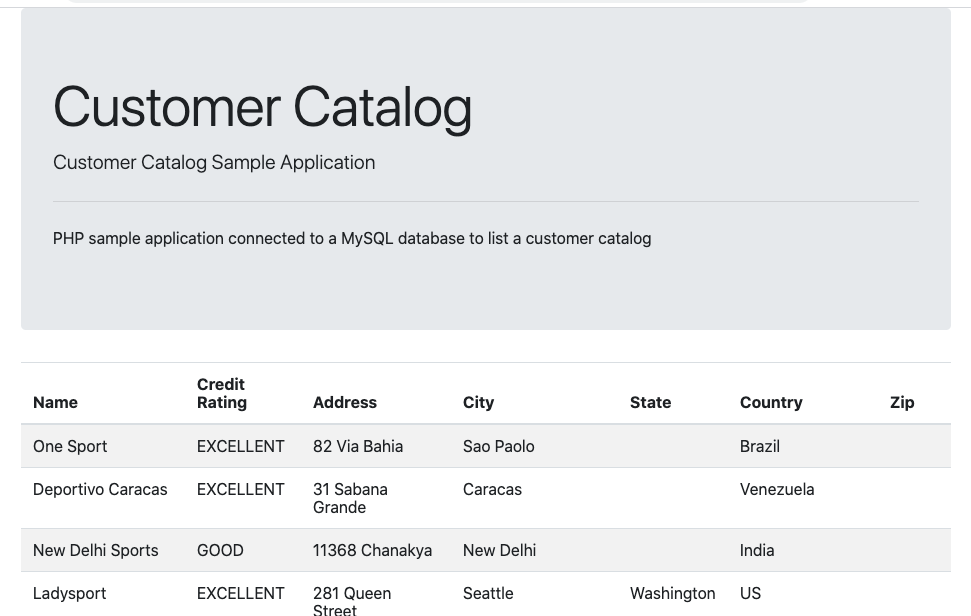 Customer Catalog
Customer Catalog Sample Application
PHP sample application connected to a MySQL database to list a customer catalog
Name Credit Rating Address City State Country Zip
One Sport EXCELLENT 82 Via Bahia Sao Paolo Brazil
Deportivo Caracas EXCELLENT 31 Sabana Grande Caracas Venezuela
New Delhi Sports GOOD 11368 Chanakya New Delhi India
Ladysport EXCELLENT 281 Queen Street Seattle Washington US